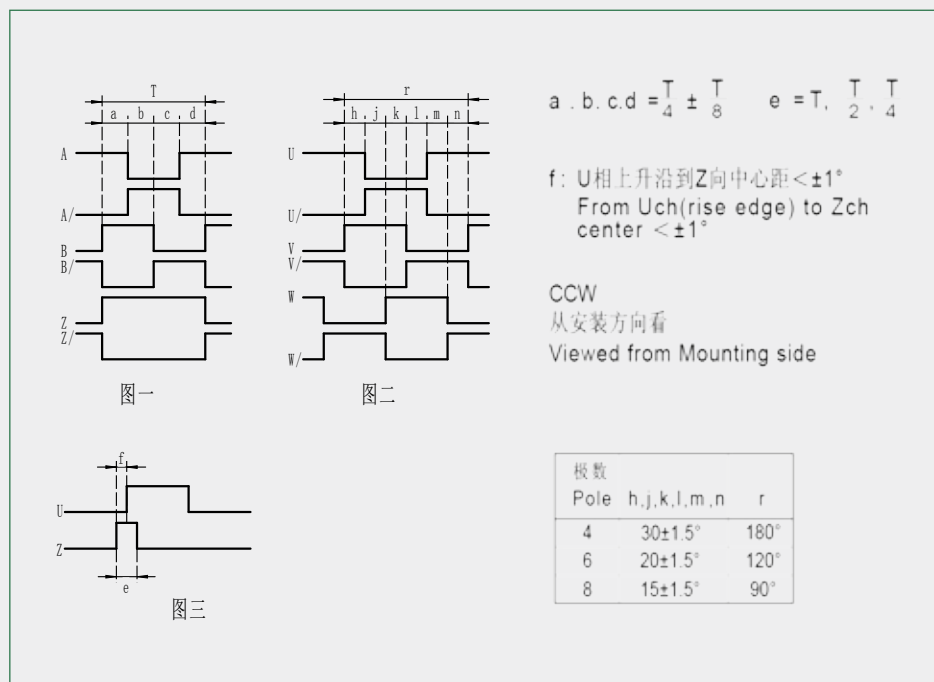 T
a . b . c . d
A
A/
B
B/
Z
Z/
图一
r
h . j . k . l . m . n
U
U/
V
V/
W
W/
图二
f
U
Z
e
图三
a . b. c.d = T/4 ± T/8 e = T, T/2, T/4
f: U相上升沿到Z向中心距<±1°
From Uch(rise edge) to Zch
center <±1°
CCW
从安装方向看
Viewed from Mounting side
极数
Pole h,j,k,l,m,n r
4 30±1.5° 180°
6 20±1.5° 120°
8 15±1.5° 90°